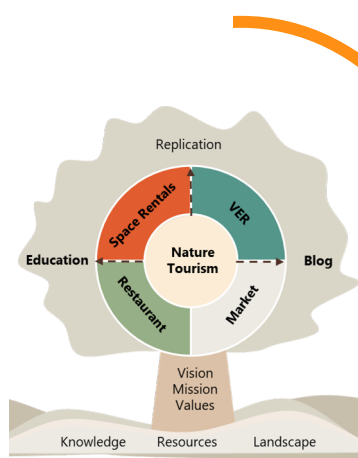 Replication
Space Rentals
VER
Education
Nature
Tourism
Blog
Restaurant
Market
Vision
Mission
Values
Knowledge
Resources
Landscape